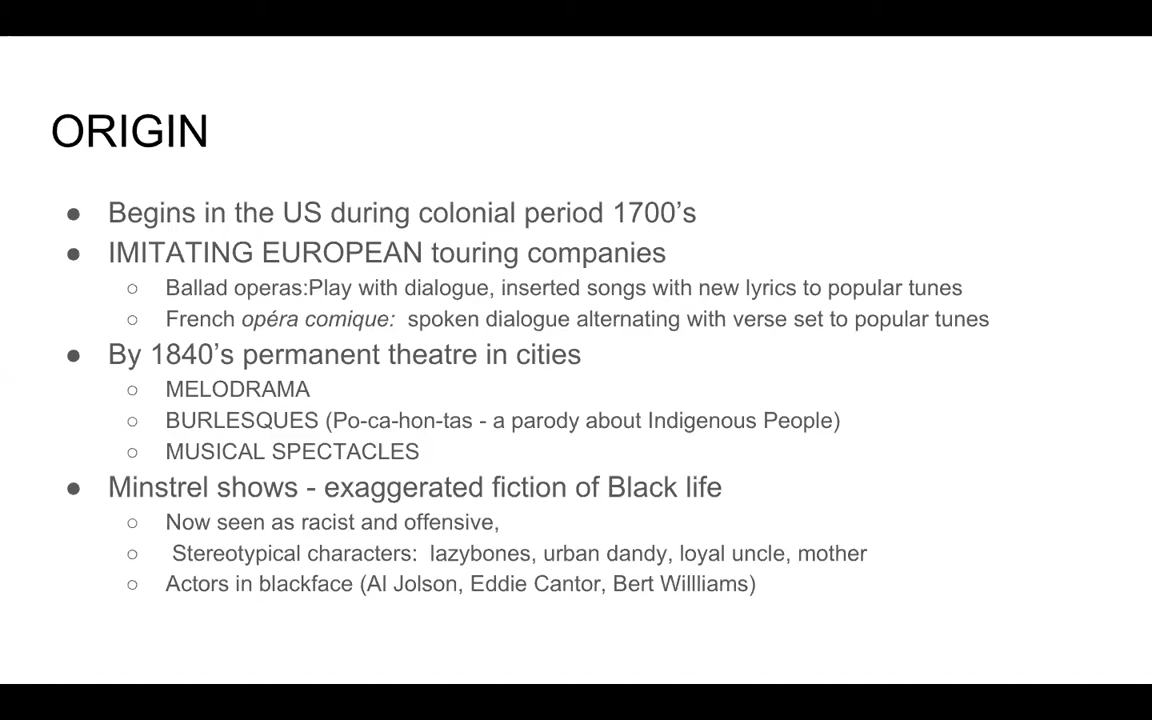 ORIGIN
● Begins in the US during colonial period 1700's
● IMITATING EUROPEAN touring companies
○ Ballad operas:Play with dialogue, inserted songs with new lyrics to popular tunes
○ French opéra comique: spoken dialogue alternating with verse set to popular tunes
● By 1840's permanent theatre in cities
○ MELODRAMA
○ BURLESQUES (Po-ca-hon-tas - a parody about Indigenous People)
○ MUSICAL SPECTACLES
● Minstrel shows - exaggerated fiction of Black life
○ Now seen as racist and offensive,
○ Stereotypical characters: lazybones, urban dandy, loyal uncle, mother
○ Actors in blackface (Al Jolson, Eddie Cantor, Bert Willliams)